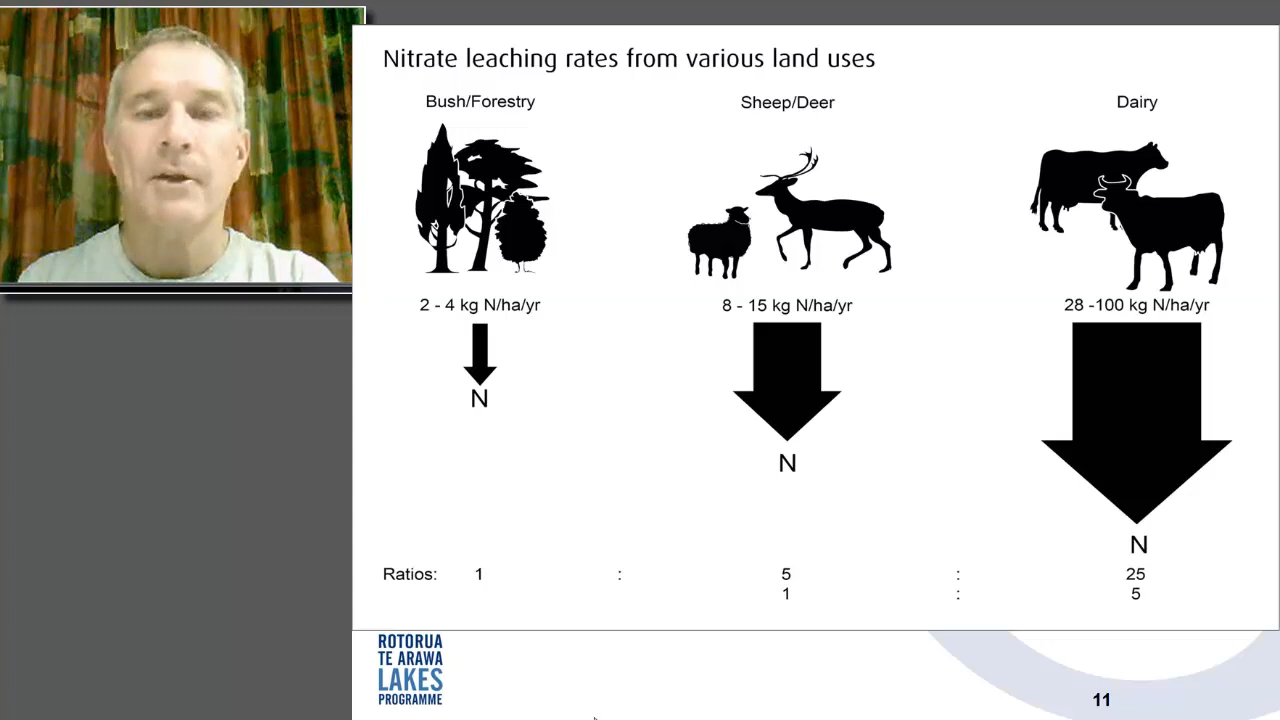 Nitrate leaching rates from various land uses
Bush/Forestry
Sheep/Deer
Dairy
2 - 4 kg N/ha/yr
8 - 15 kg N/ha/yr
28 -100 kg N/ha/yr
N
N
N
Ratios: 1 : 5 : 25
1 : 5
ROTORUA
TE ARAWA
LAKES
PROGRAMME
11